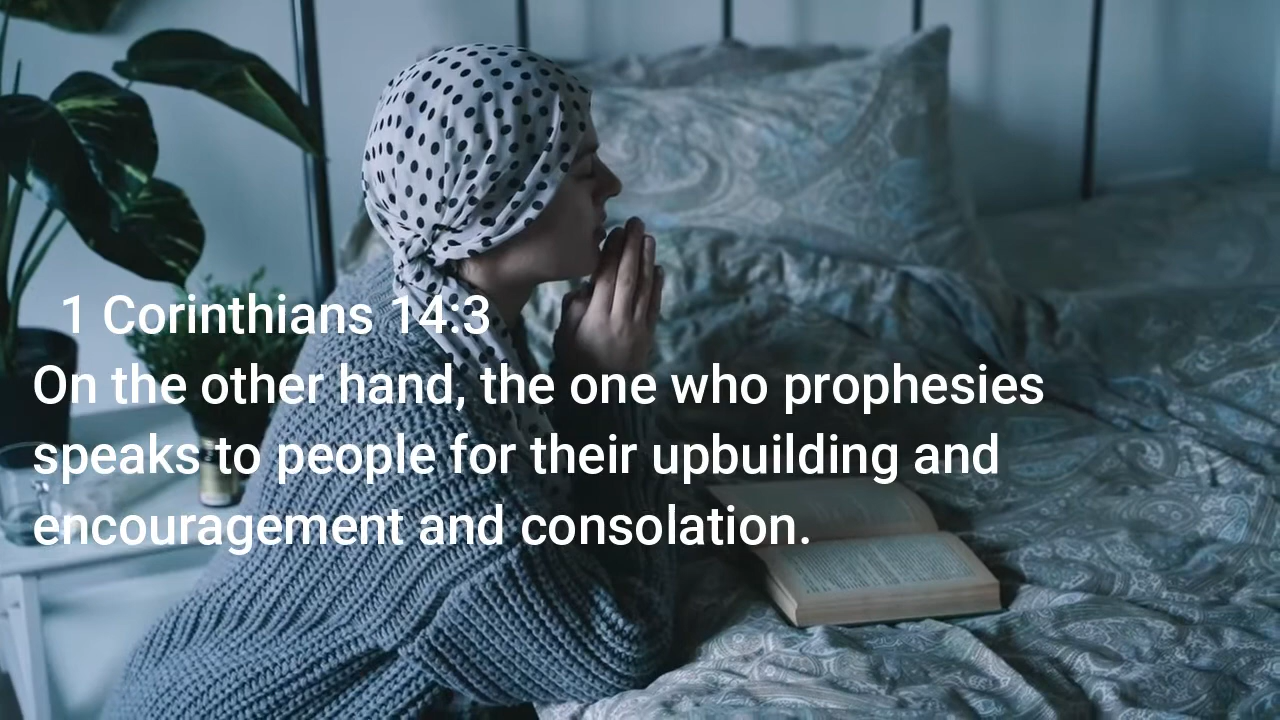 1 Corinthians 14:3
On the other hand, the one who prophesies
speaks to people for their upbuilding and
encouragement and consolation.